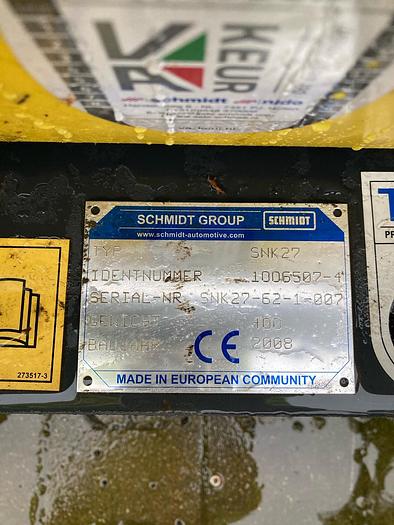 KEUR
schmidt nido
SCHMIDT GROUP SCHMIDT
www.schmidt-automotive.com
TYP SNK27
IDENTNUMMER 1006507-4
SERIAL-NR. SNK27-62-1-007
GEWICHT 400
BAUJAHR 2008
CE
MADE IN EUROPEAN COMMUNITY
273517-3